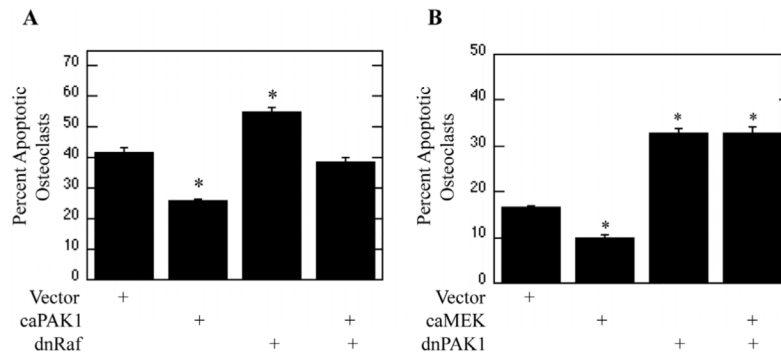 A
B
Percent Apoptotic
Osteoclasts
70
60
50
40
30
20
10
0
*
*
Vector +
caPAK1 + +
dnRaf + +
Percent Apoptotic
Osteoclasts
50
40
30
20
10
0
*
*
*
Vector +
caMEK + +
dnPAK1 + +